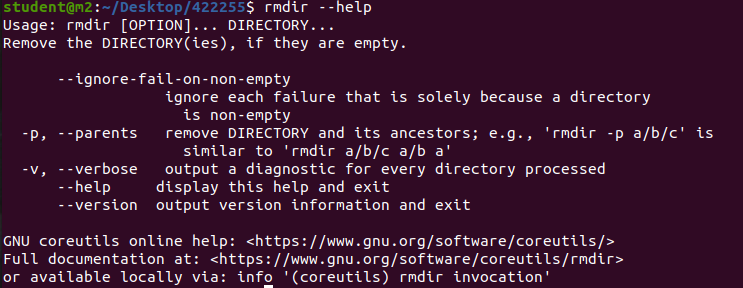 student@m2:~/Desktop/422255$ rmdir --help
Usage: rmdir [OPTION]... DIRECTORY...
Remove the DIRECTORY(ies), if they are empty.

      --ignore-fail-on-non-empty
                  ignore each failure that is solely because a directory
                    is non-empty
  -p, --parents   remove DIRECTORY and its ancestors; e.g., 'rmdir -p a/b/c' is
                    similar to 'rmdir a/b/c a/b a'
  -v, --verbose   output a diagnostic for every directory processed
      --help     display this help and exit
      --version  output version information and exit

GNU coreutils online help: <https://www.gnu.org/software/coreutils/>
Full documentation at: <https://www.gnu.org/software/coreutils/rmdir>
or available locally via: info '(coreutils) rmdir invocation'